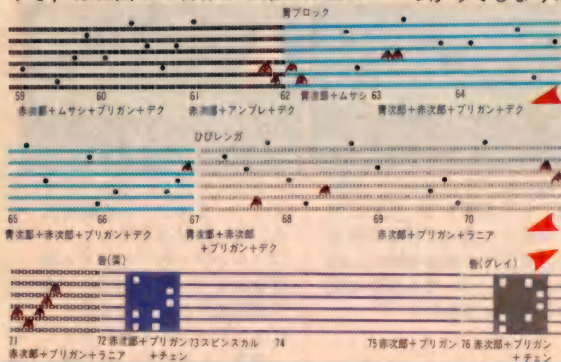 青ブロック
59 60 61 62 63 64
赤次郎+ムサシ+ブリガン+デク 赤次郎+アンプレ+デク 青次郎+ムサシ 青次郎+赤次郎+ブリガン+デク
ひびレンガ
65 66 67 68 69 70
青次郎+赤次郎+ブリガン+デク 青次郎+赤次郎 赤次郎+ブリガン+ラニア
+ブリガン+デク
砦(雲) 砦(グレイ)
71 72 赤次郎+ブリガン 73 スピンスカル 74 75 赤次郎+ブリガン 76 赤次郎+ブリガン
赤次郎+ブリガン+ラニア +チェン +チェン